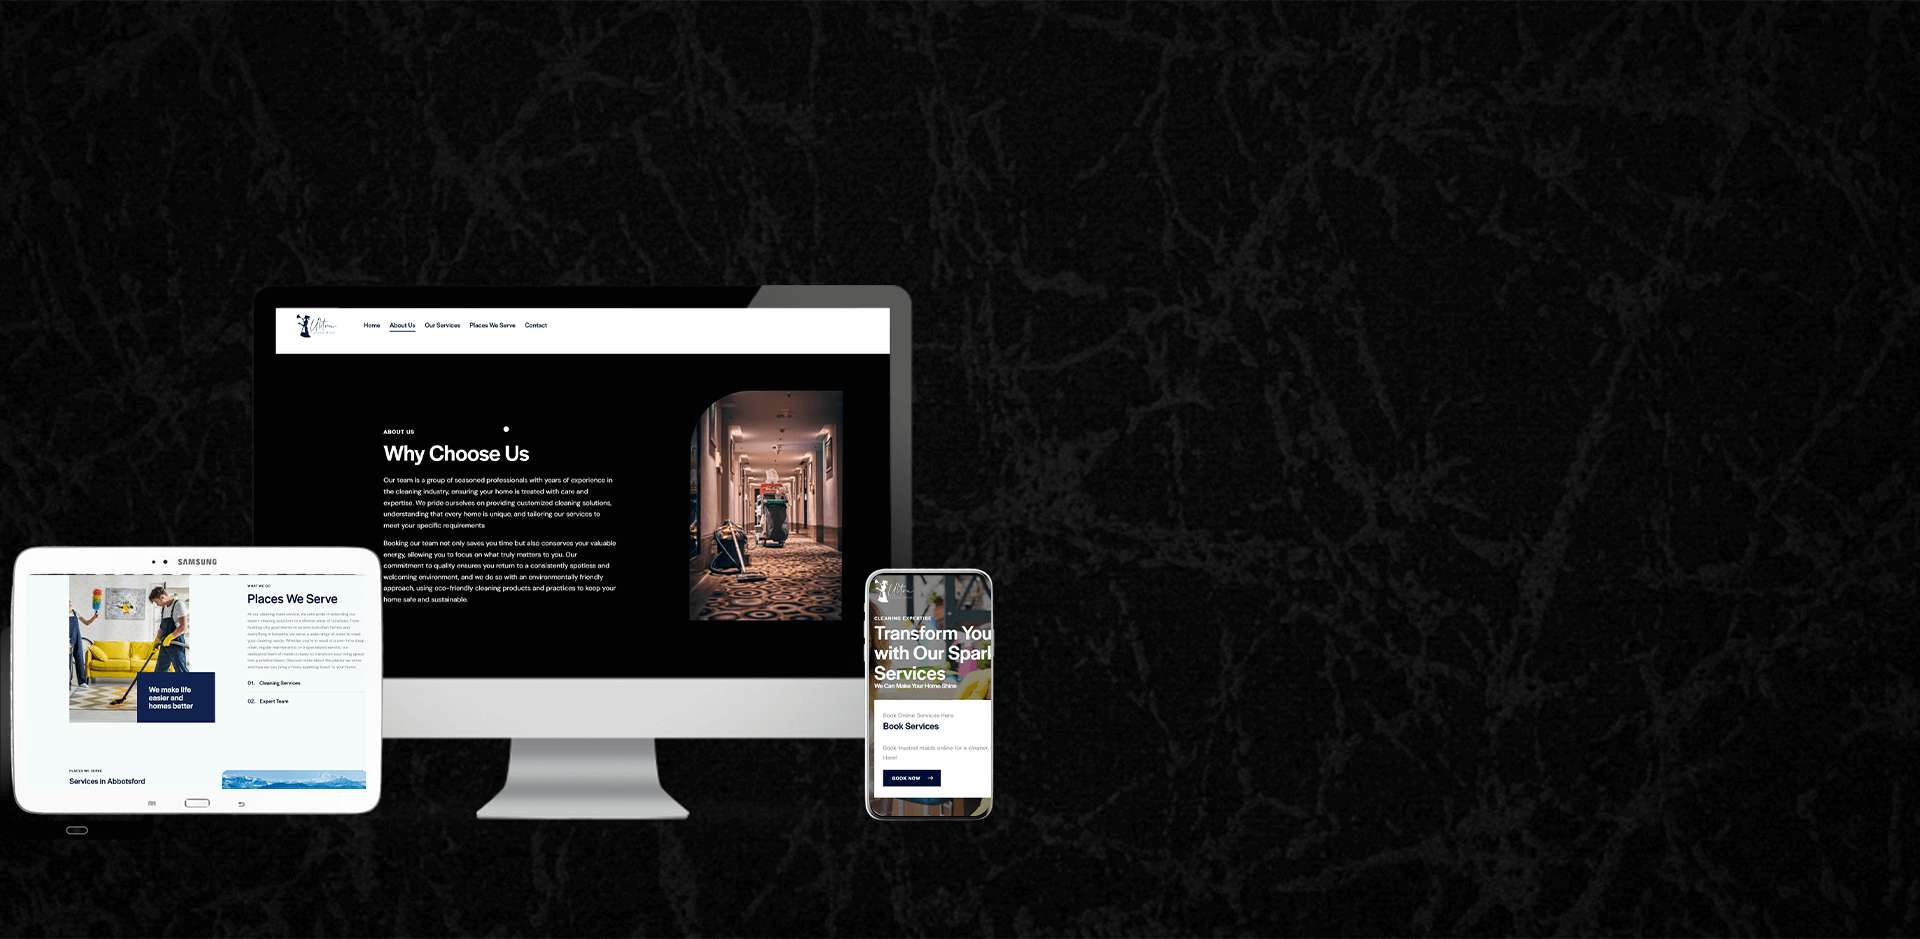 Ultra
Home About Us Our Services Places We Serve Contact
ABOUT US
Why Choose Us
Our team is a group of seasoned professionals with years of experience in
the cleaning industry, ensuring your home is treated with care and
expertise. We pride ourselves on providing customized cleaning solutions,
understanding that every home is unique, and tailoring our services to
meet your specific requirements
Booking our team not only saves you time but also conserves your valuable
energy, allowing you to focus on what truly matters to you. Our
commitment to quality ensures you return to a consistently spotless and
welcoming environment, and we do so with an environmentally friendly
approach, using eco-friendly cleaning products and practices to keep your
home safe and sustainable.
SAMSUNG
WHAT WE DO
Places We Serve
01. Cleaning Services
02. Expert Team
We make life
easier and
homes better
PLACES WE SERVE
Services in Abbotsford
Ultra
CLEANING EXPERTISE
Transform You
with Our Spark
Services
We Can Make Your Home Shine
Book Online Services Here
Book Services
Book trusted maids online for a cleaner,
Here!
BOOK NOW